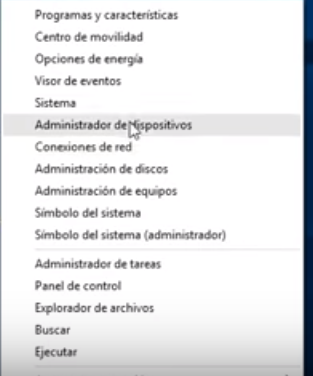 Programas y características
Centro de movilidad
Opciones de energía
Visor de eventos
Sistema
Administrador de dispositivos
Conexiones de red
Administración de discos
Administración de equipos
Símbolo del sistema
Símbolo del sistema (administrador)
Administrador de tareas
Panel de control
Explorador de archivos
Buscar
Ejecutar